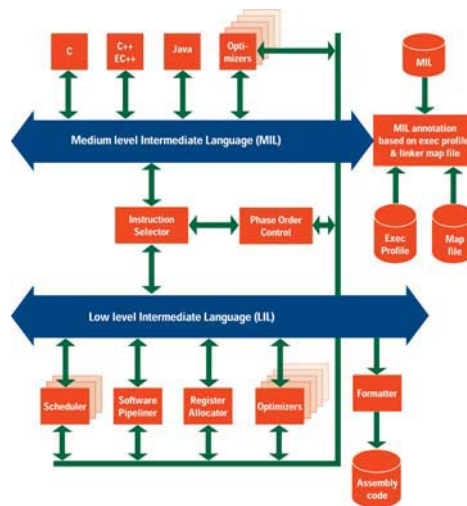 C
C++
EC++
Java
Opti-
mizers
MIL
Medium level Intermediate Language (MIL)
MIL annotation
based on exec profile
& linker map file
Instruction
Selector
Phase Order
Control
Exec
Profile
Map
file
Low level Intermediate Language (LIL)
Scheduler
Software
Pipeliner
Register
Allocator
Optimizers
Formatter
Assembly
code